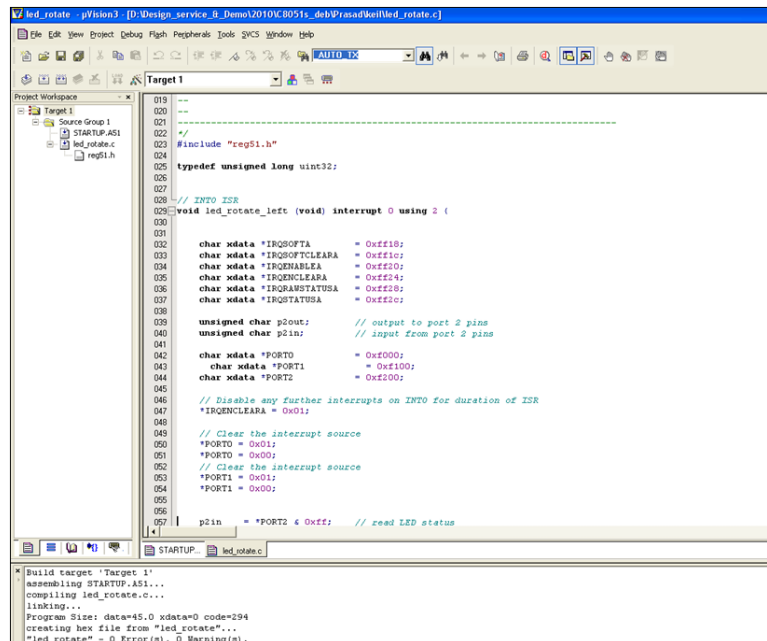 led_rotate - µVision3 - [D:\Design_service_&_Demo\2010\C8051s_deb\Prasad\keil\led_rotate.c]
File Edit View Project Debug Flash Peripherals Tools SVCS Window Help
AUTO_TX
Target 1
Project Workspace
Target 1
Source Group 1
STARTUP.A51
led_rotate.c
reg51.h
019 --
020 --
021 --------------------------------------------------------------------------
022 */
023 #include "reg51.h"
024
025 typedef unsigned long uint32;
026
027
028 // INT0 ISR
029 void led_rotate_left (void) interrupt 0 using 2 {
030
031
032 char xdata *IRQSOFTA = 0xff18;
033 char xdata *IRQSOFTCLEARA = 0xff1c;
034 char xdata *IRQENABLEA = 0xff20;
035 char xdata *IRQENCLEARA = 0xff24;
036 char xdata *IRQRAWSTATUSA = 0xff28;
037 char xdata *IRQSTATUSA = 0xff2c;
038
039 unsigned char p2out; // output to port 2 pins
040 unsigned char p2in; // input from port 2 pins
041
042 char xdata *PORT0 = 0xf000;
043 char xdata *PORT1 = 0xf100;
044 char xdata *PORT2 = 0xf200;
045
046 // Disable any further interrupts on INT0 for duration of ISR
047 *IRQENCLEARA = 0x01;
048
049 // Clear the interrupt source
050 *PORT0 = 0x01;
051 *PORT0 = 0x00;
052 // Clear the interrupt source
053 *PORT1 = 0x01;
054 *PORT1 = 0x00;
055
056
057 p2in = *PORT2 & 0xff; // read LED status
STARTUP... led_rotate.c
Build target 'Target 1'
assembling STARTUP.A51...
compiling led_rotate.c...
linking...
Program Size: data=45.0 xdata=0 code=294
creating hex file from "led_rotate"...
"led_rotate" - 0 Error(s), 0 Warning(s).